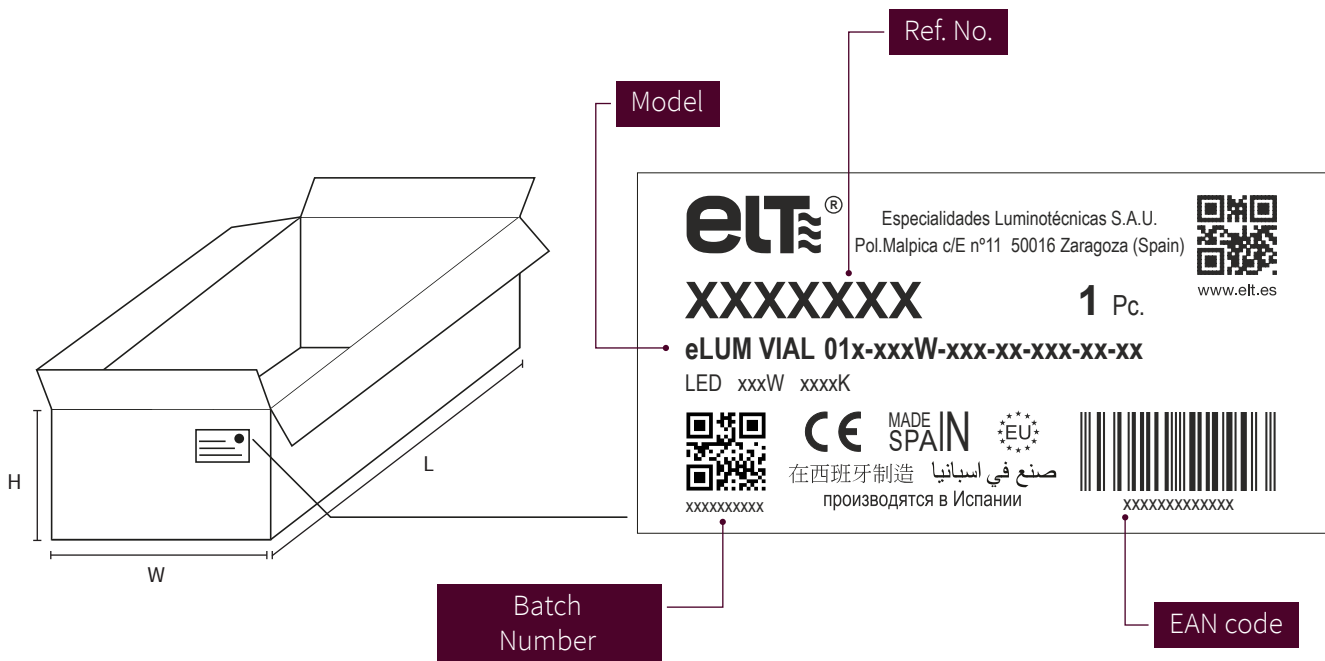 Ref. No.
Model
eLT ®
Especialidades Luminotécnicas S.A.U.
Pol.Malpica c/E nº11 50016 Zaragoza (Spain)
www.elt.es
XXXXXXX
1 Pc.
eLUM VIAL 01x-xxxW-xxx-xx-xxx-xx-xx
LED xxxW xxxxK
CE
MADE
SPAIN
EU
在西班牙制造 صنع في اسبانيا
производятся в Испании
xxxxxxxxxx
xxxxxxxxxxxxx
H
L
W
Batch
Number
EAN code